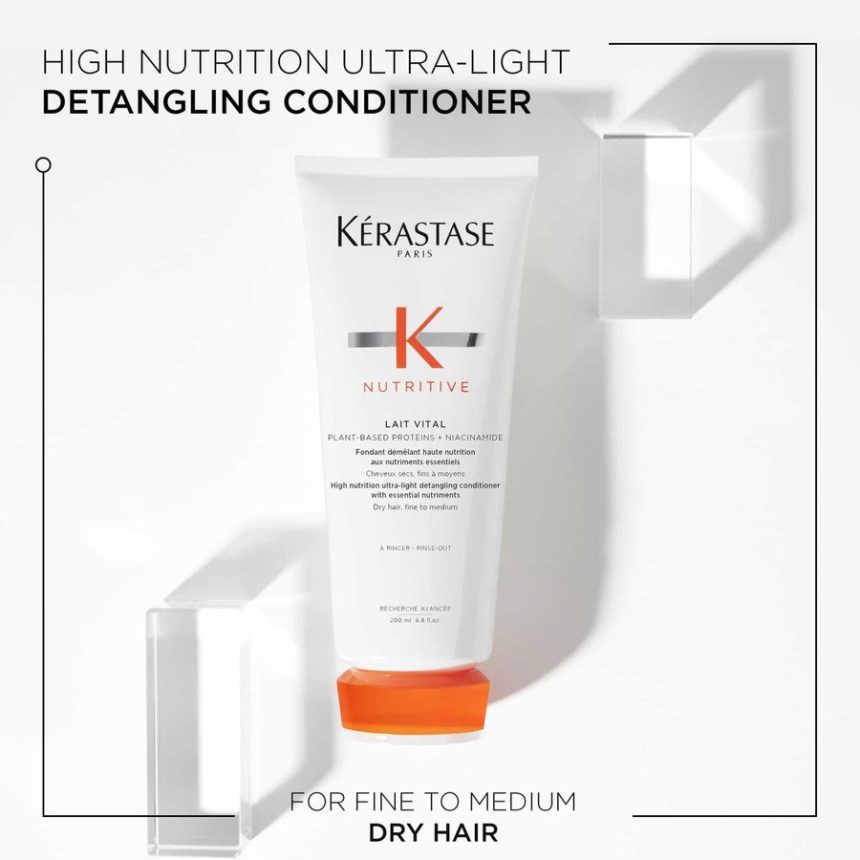 HIGH NUTRITION ULTRA-LIGHT
DETANGLING CONDITIONER
KÉRASTASE
PARIS
K
NUTRITIVE
LAIT VITAL
PLANT-BASED PROTEINS + NIACINAMIDE
Fondant démêlant haute nutrition
aux nutriments essentiels
Cheveux secs, fins à moyens
High nutrition ultra-light detangling conditioner
with essential nutriments
Dry hair, fine to medium
A RINCER - RINSE-OUT
RECHERCHE AVANCÉE
200 ml 6.8 fl.oz.
FOR FINE TO MEDIUM
DRY HAIR